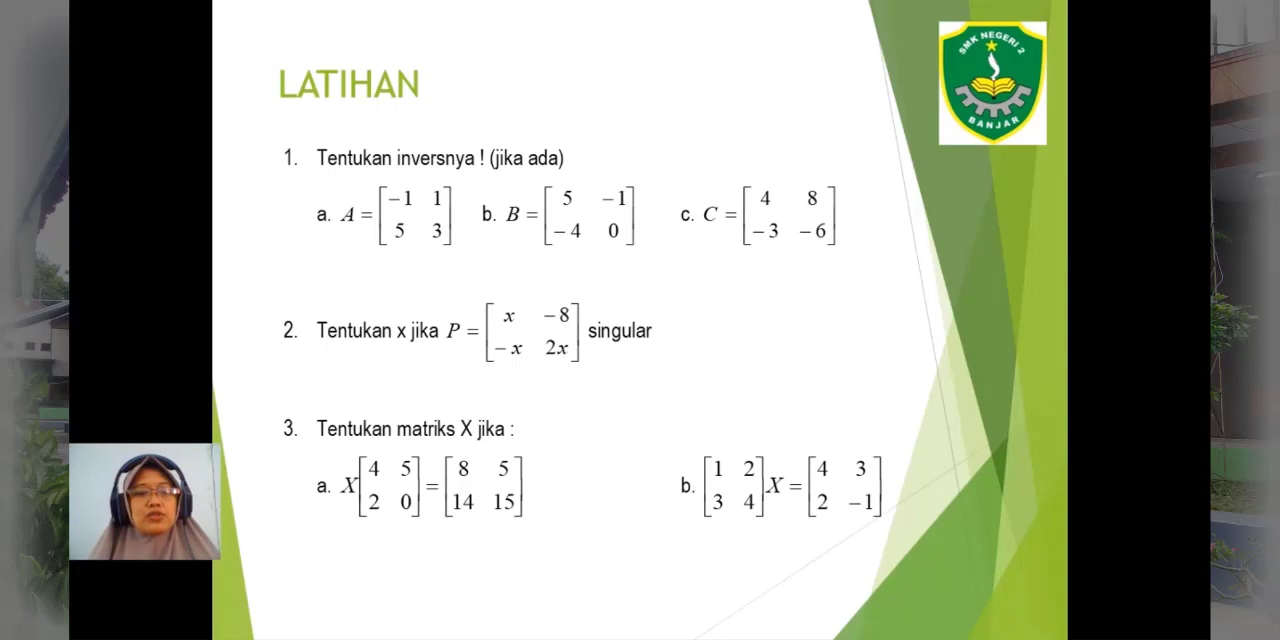 SMK NEGERI 2
BANJAR
LATIHAN
1. Tentukan inversnya ! (jika ada)
a. A = [ -1 1 ; 5 3 ] b. B = [ 5 -1 ; -4 0 ] c. C = [ 4 8 ; -3 -6 ]
2. Tentukan x jika P = [ x -8 ; -x 2x ] singular
3. Tentukan matriks X jika :
a. X [ 4 5 ; 2 0 ] = [ 8 5 ; 14 15 ] b. [ 1 2 ; 3 4 ] X = [ 4 3 ; 2 -1 ]